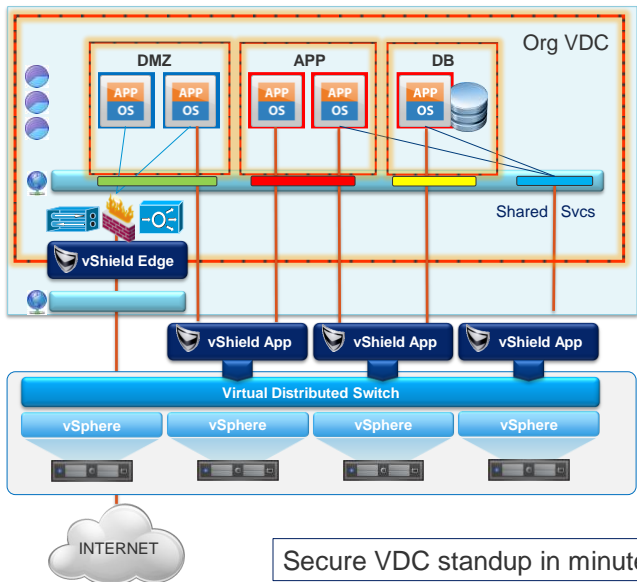 Org VDC
DMZ
APP
DB
APP
OS
APP
OS
APP
OS
APP
OS
APP
OS
Shared Svcs
vShield Edge
vShield App
vShield App
vShield App
Virtual Distributed Switch
vSphere
vSphere
vSphere
vSphere
INTERNET
Secure VDC standup in minute